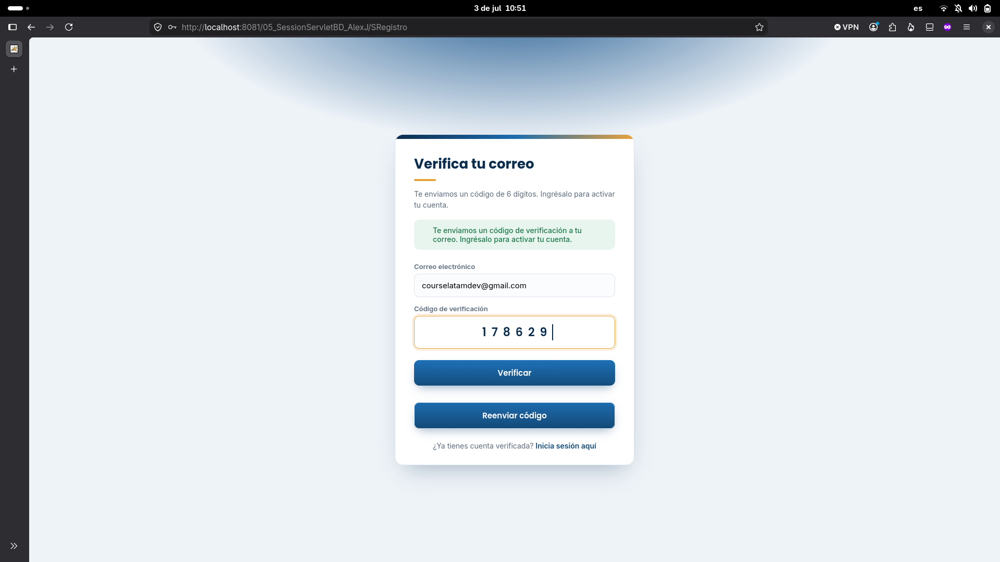 3 de jul 10:51
es
http://localhost:8081/05_SessionServletBD_AlexJ/SRegistro
VPN
Verifica tu correo
Te enviamos un código de 6 dígitos. Ingrésalo para activar
tu cuenta.
Te enviamos un código de verificación a tu
correo. Ingrésalo para activar tu cuenta.
Correo electrónico
courselatamdev@gmail.com
Código de verificación
178629
Verificar
Reenviar código
¿Ya tienes cuenta verificada? Inicia sesión aquí